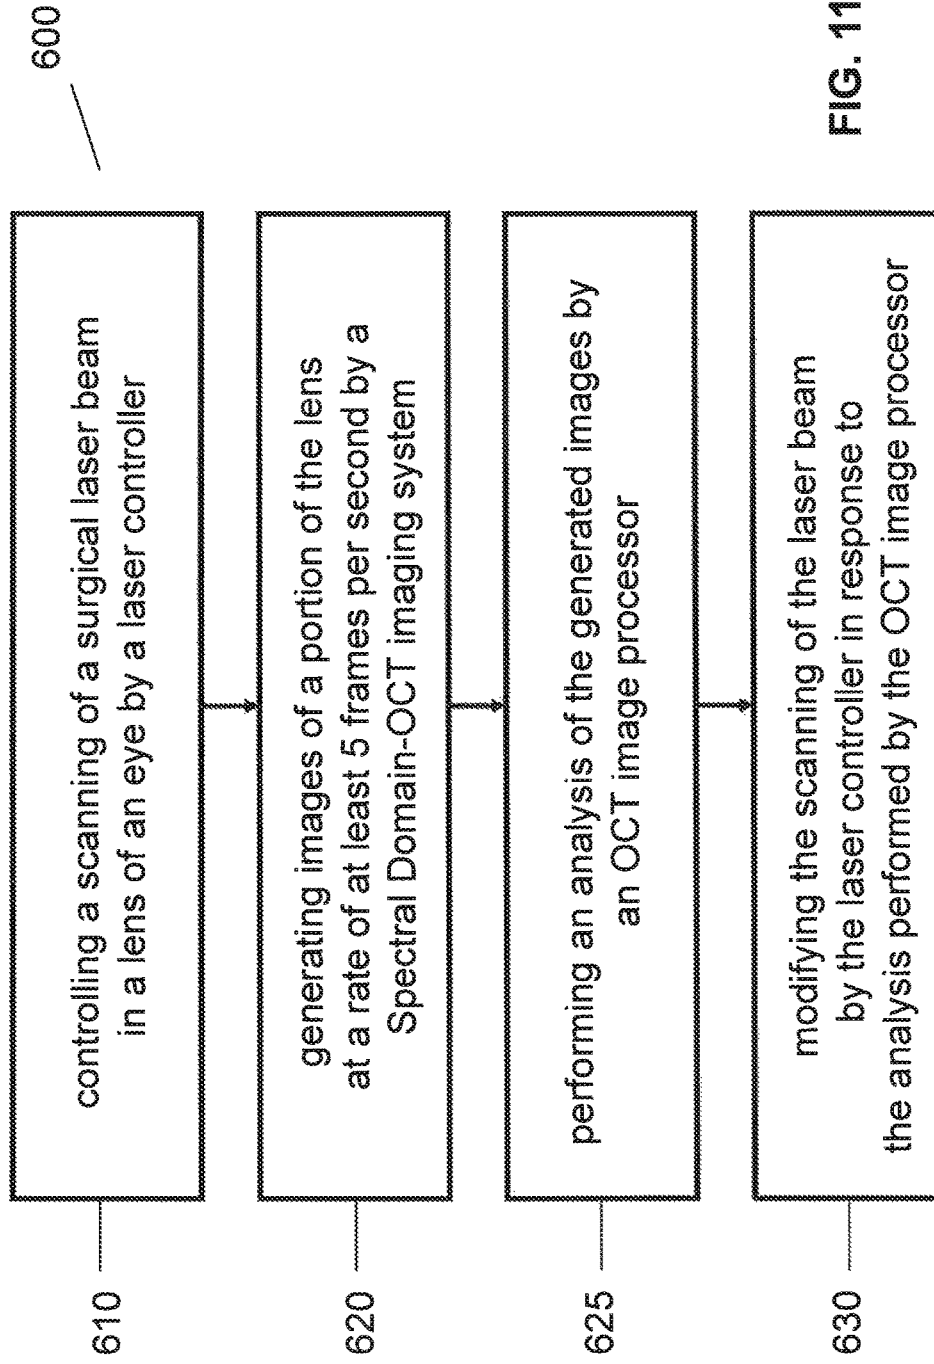 600
610
controlling a scanning of a surgical laser beam
in a lens of an eye by a laser controller
620
generating images of a portion of the lens
at a rate of at least 5 frames per second by a
Spectral Domain-OCT imaging system
625
performing an analysis of the generated images by
an OCT image processor
630
modifying the scanning of the laser beam
by the laser controller in response to
the analysis performed by the OCT image processor
FIG. 11